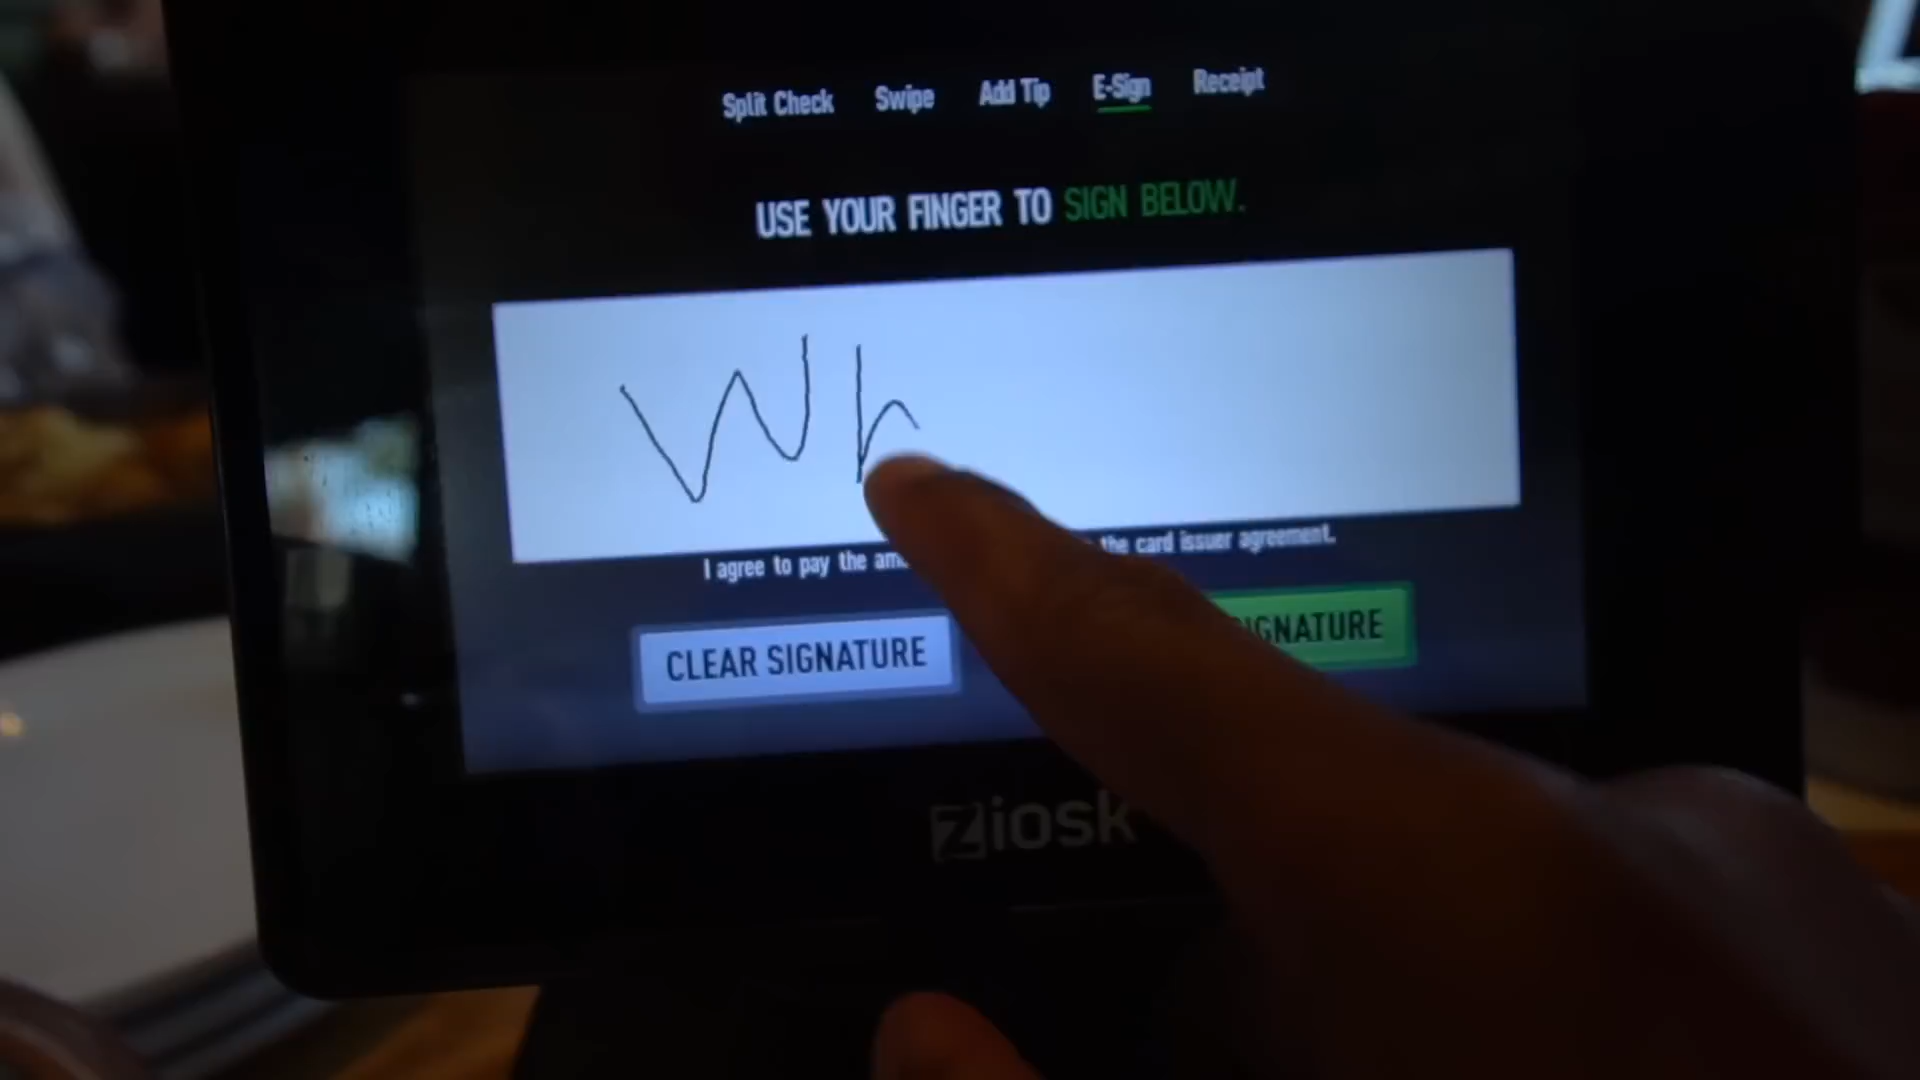 Split Check Swipe Add Tip E-Sign Receipt
USE YOUR FINGER TO SIGN BELOW.
Wh
I agree to pay the the card issuer agreement.
CLEAR SIGNATURE SIGNATURE
ziosk